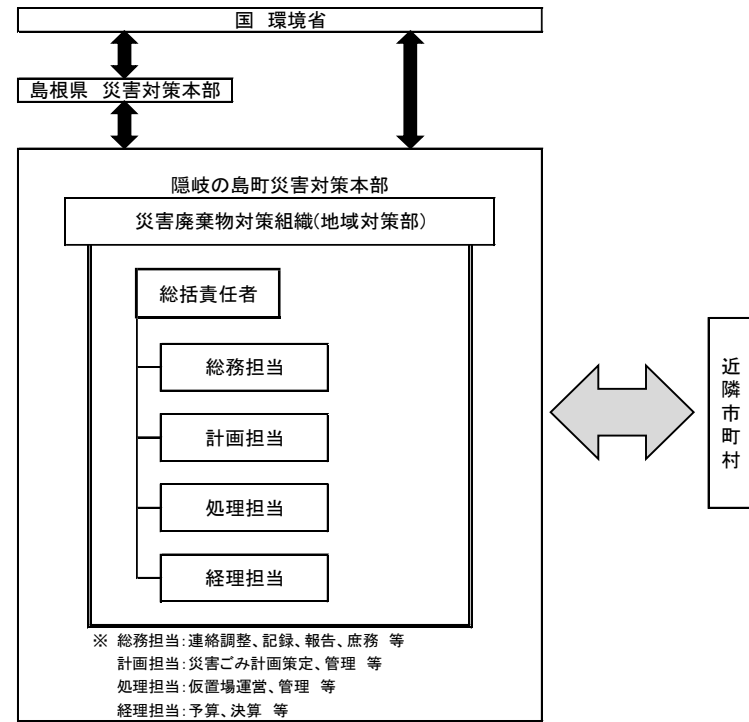 国 環境省
島根県 災害対策本部
隠岐の島町災害対策本部
災害廃棄物対策組織(地域対策部)
総括責任者
総務担当
計画担当
処理担当
経理担当
近隣市町村
※ 総務担当:連絡調整、記録、報告、庶務 等
計画担当:災害ごみ計画策定、管理 等
処理担当:仮置場運営、管理 等
経理担当:予算、決算 等